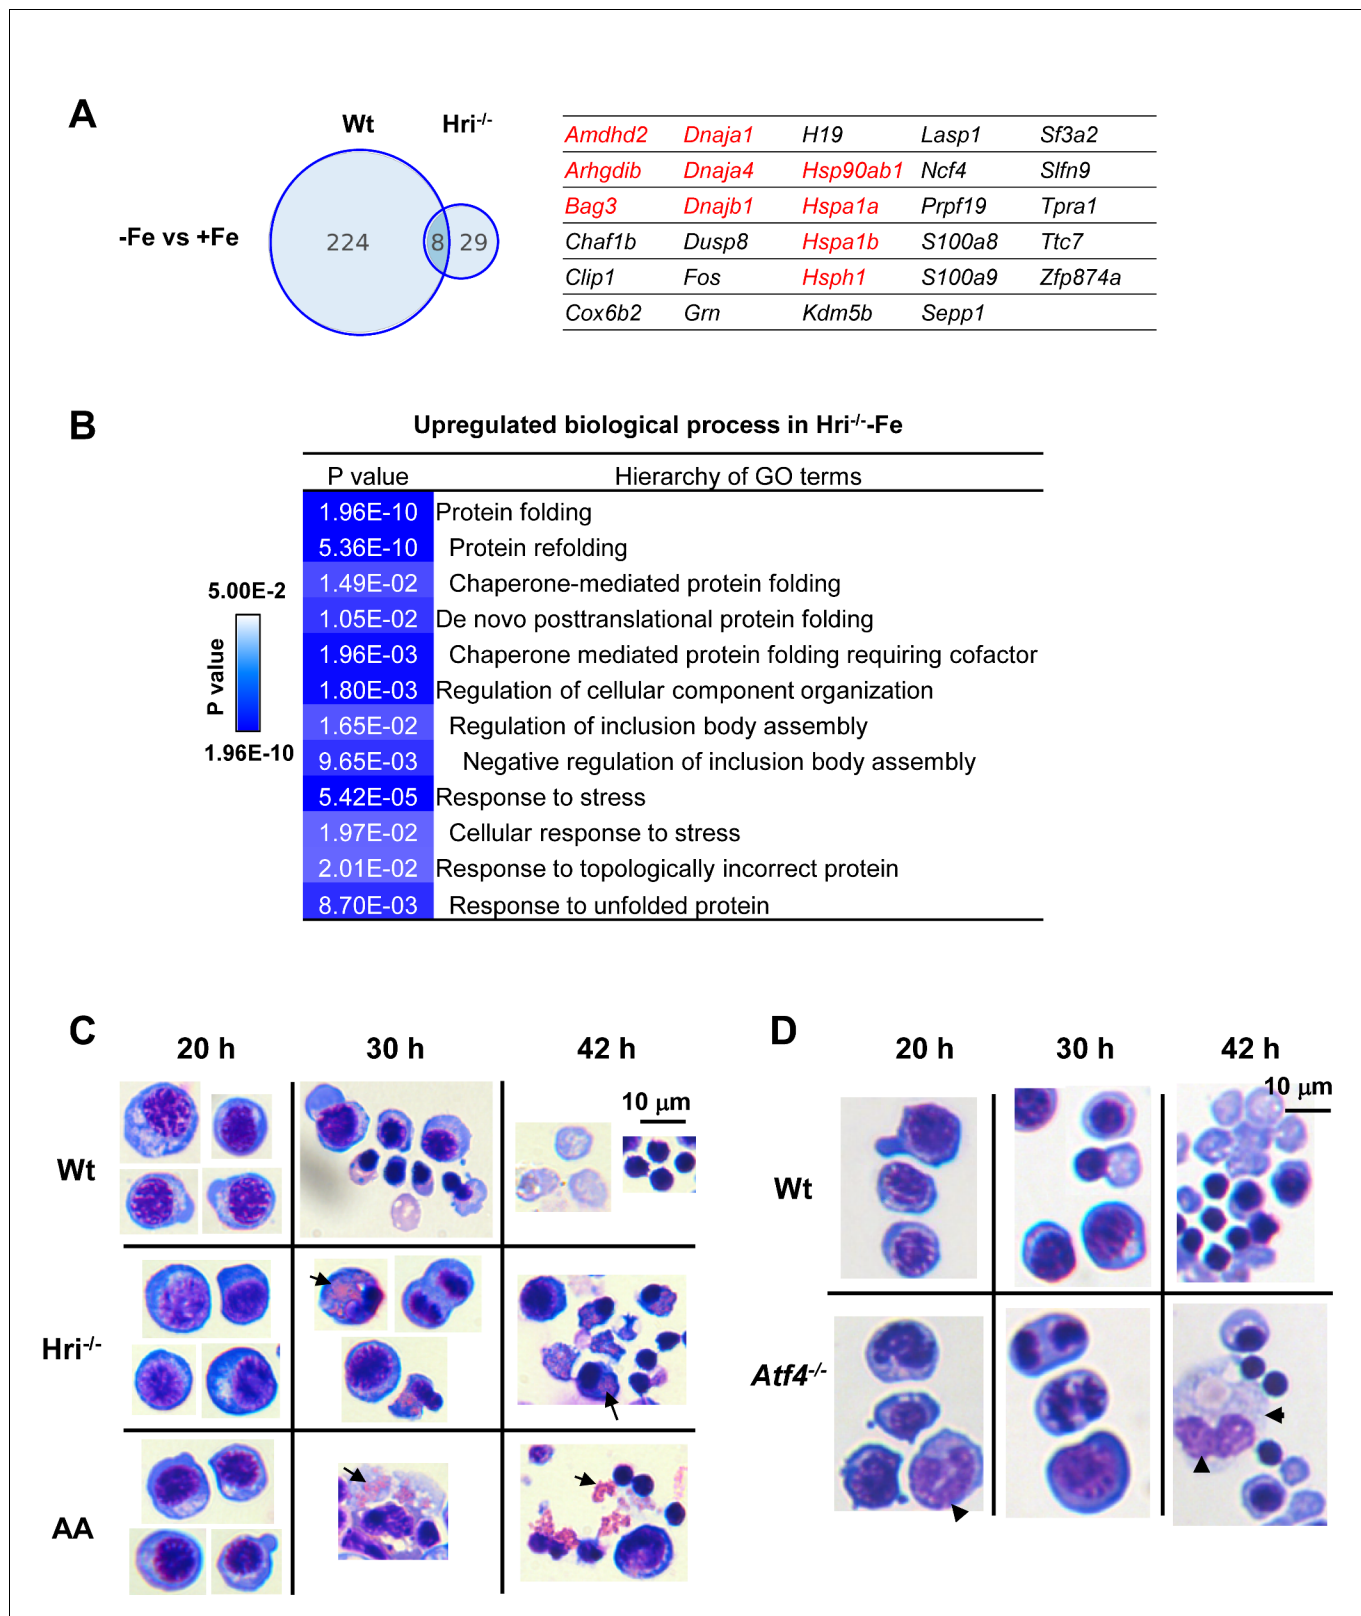 A
Wt
Hri-/-
-Fe vs +Fe
224
8
29
Amdhd2 Dnaja1 H19 Lasp1 Sf3a2
Arhgdib Dnaja4 Hsp90ab1 Ncf4 Slfn9
Bag3 Dnajb1 Hspa1a Prpf19 Tpra1
Chaf1b Dusp8 Hspa1b S100a8 Ttc7
Clip1 Fos Hsph1 S100a9 Zfp874a
Cox6b2 Grn Kdm5b Sepp1
B
Upregulated biological process in Hri-/--Fe
P value Hierarchy of GO terms
1.96E-10 Protein folding
5.36E-10 Protein refolding
1.49E-02 Chaperone-mediated protein folding
1.05E-02 De novo posttranslational protein folding
1.96E-03 Chaperone mediated protein folding requiring cofactor
1.80E-03 Regulation of cellular component organization
1.65E-02 Regulation of inclusion body assembly
9.65E-03 Negative regulation of inclusion body assembly
5.42E-05 Response to stress
1.97E-02 Cellular response to stress
2.01E-02 Response to topologically incorrect protein
8.70E-03 Response to unfolded protein
5.00E-2
P value
1.96E-10
C
20 h 30 h 42 h
10 μm
Wt
Hri-/-
AA
D
20 h 30 h 42 h
10 μm
Wt
Atf4-/-